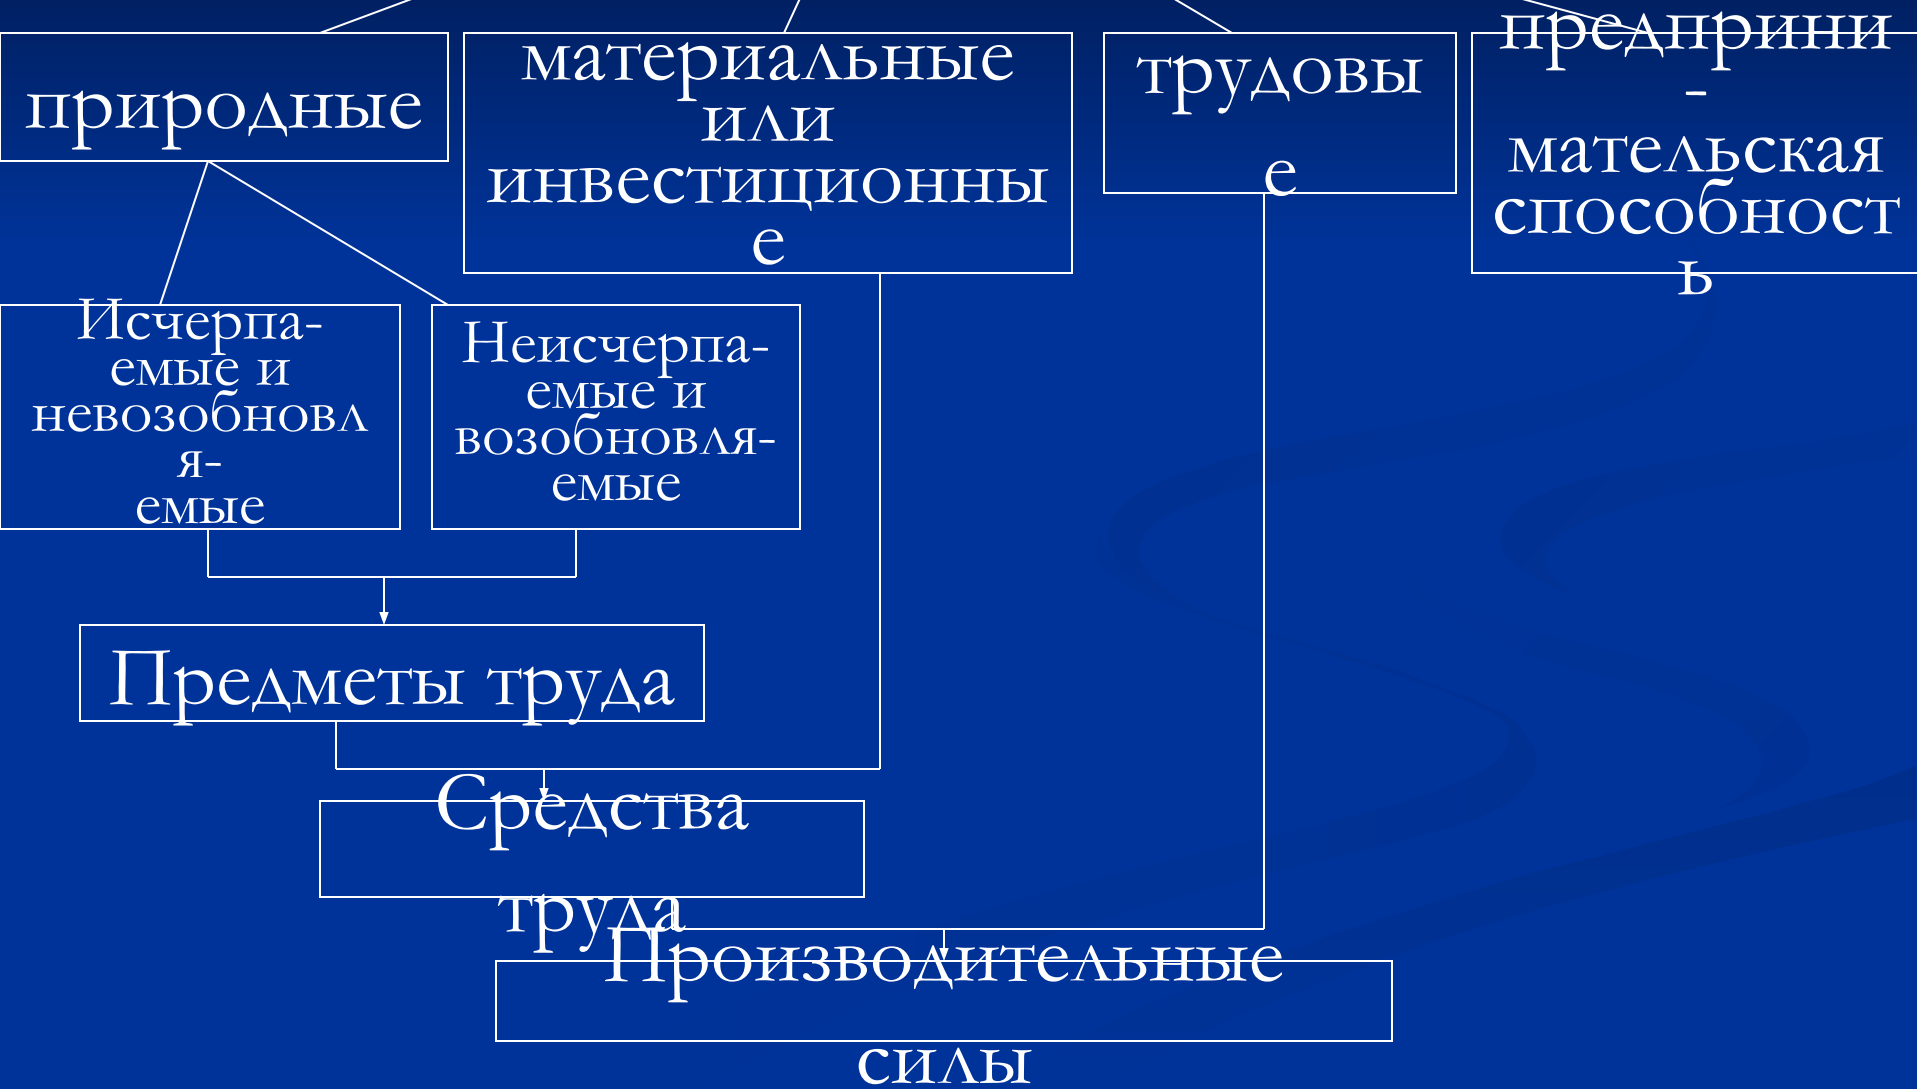 природные
материальные
или
инвестиционны
е
трудовы
е
предприни
-
мательская
способност
ь
Исчерпа-
емые и
невозобновл
я-
емые
Неисчерпа-
емые и
возобновля-
емые
Предметы труда
Средства
труда
Производительные
силы